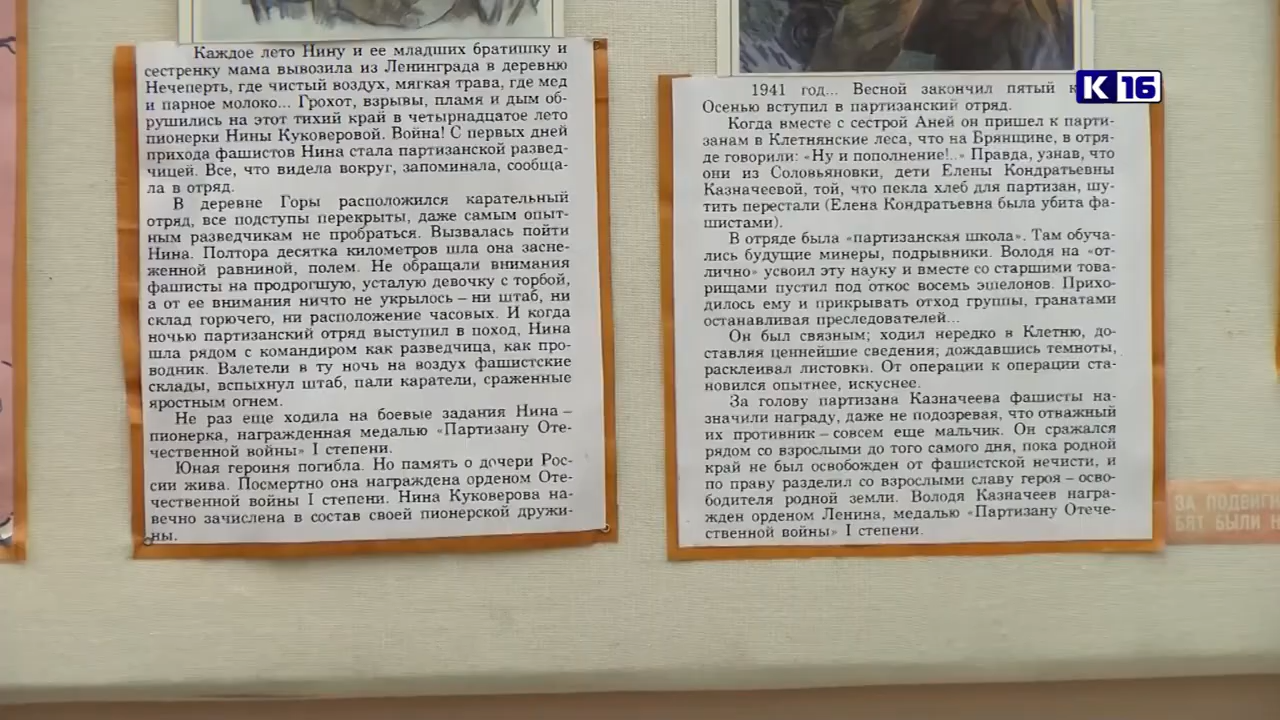 Каждое лето Нину и ее младших братишку и
сестренку мама вывозила из Ленинграда в деревню
Нечеперть, где чистый воздух, мягкая трава, где мед
и парное молоко... Грохот, взрывы, пламя и дым об-
рушились на этот тихий край в четырнадцатое лето
пионерки Нины Куковеровой. Война! С первых дней
прихода фашистов Нина стала партизанской развед-
чицей. Все, что видела вокруг, запоминала, сообща-
ла в отряд.
В деревне Горы расположился карательный
отряд, все подступы перекрыты, даже самым опыт-
ным разведчикам не пробраться. Вызвалась пойти
Нина. Полтора десятка километров шла она засне-
женной равниной, полем. Не обращали внимания
фашисты на продрогшую, усталую девочку с торбой,
а от ее внимания ничто не укрылось – ни штаб, ни
склад горючего, ни расположение часовых. И когда
ночью партизанский отряд выступил в поход, Нина
шла рядом с командиром как разведчица, как про-
водник. Взлетели в ту ночь на воздух фашистские
склады, вспыхнул штаб, пали каратели, сраженные
яростным огнем.
Не раз еще ходила на боевые задания Нина –
пионерка, награжденная медалью «Партизану Оте-
чественной войны» I степени.
Юная героиня погибла. Но память о дочери Рос-
сии жива. Посмертно она награждена орденом Оте-
чественной войны I степени. Нина Куковерова на-
вечно зачислена в состав своей пионерской дружи-
ны.
К 16
1941 год... Весной закончил пятый
Осенью вступил в партизанский отряд.
Когда вместе с сестрой Аней он пришел к парти-
занам в Клетнянские леса, что на Брянщине, в отря-
де говорили: «Ну и пополнение!..» Правда, узнав, что
они из Соловьяновки, дети Елены Кондратьевны
Казначеевой, той, что пекла хлеб для партизан, шу-
тить перестали (Елена Кондратьевна была убита фа-
шистами).
В отряде была «партизанская школа». Там обуча-
лись будущие минеры, подрывники. Володя на «от-
лично» усвоил эту науку и вместе со старшими това-
рищами пустил под откос восемь эшелонов. Прихо-
дилось ему и прикрывать отход группы, гранатами
останавливая преследователей...
Он был связным; ходил нередко в Клетню, до-
ставляя ценнейшие сведения; дождавшись темноты,
расклеивал листовки. От операции к операции ста-
новился опытнее, искуснее.
За голову партизана Казначеева фашисты на-
значили награду, даже не подозревая, что отважный
их противник – совсем еще мальчик. Он сражался
рядом со взрослыми до того самого дня, пока родной
край не был освобожден от фашистской нечисти, и
по праву разделил со взрослыми славу героя – осво-
бодителя родной земли. Володя Казначеев награ-
жден орденом Ленина, медалью «Партизану Отече-
ственной войны» I степени.
ЗА ПОДВИГИ
БЯТ БЫЛИ